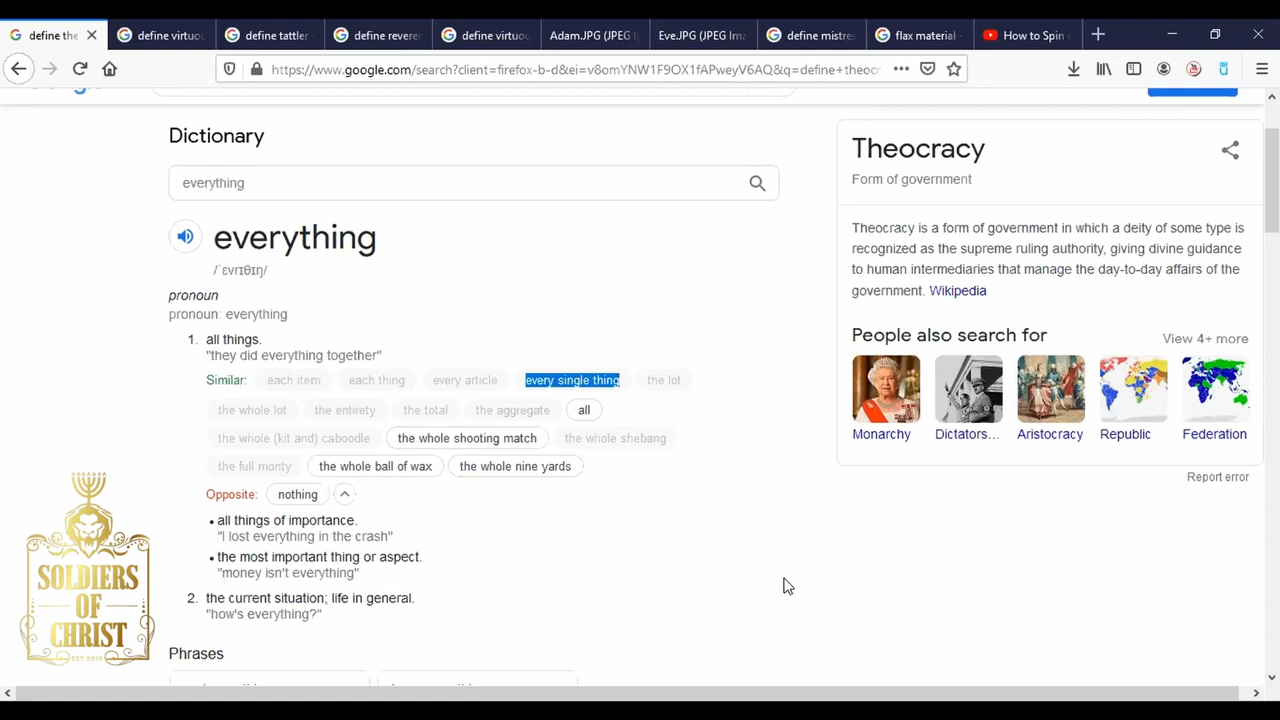 define the
define virtuou
define tattler
define reveren
define virtuou
Adam.JPG (JPEG I
Eve.JPG (JPEG Ima
define mistres
flax material -
How to Spin
https://www.google.com/search?client=firefox-b-d&ei=v8omYNW1F9OX1fAPweyV6AQ&q=define+theocr
Dictionary
everything
everything
/ˈɛvrɪθɪŋ/
pronoun
pronoun: everything
1. all things.
"they did everything together"
Similar: each item each thing every article every single thing the lot
the whole lot the entirety the total the aggregate all
the whole (kit and) caboodle the whole shooting match the whole shebang
the full monty the whole ball of wax the whole nine yards
Opposite: nothing
• all things of importance.
"I lost everything in the crash"
• the most important thing or aspect.
"money isn't everything"
2. the current situation; life in general.
"how's everything?"
Phrases
Theocracy
Form of government
Theocracy is a form of government in which a deity of some type is
recognized as the supreme ruling authority, giving divine guidance
to human intermediaries that manage the day-to-day affairs of the
government. Wikipedia
People also search for
View 4+ more
Monarchy Dictators... Aristocracy Republic Federation
Report error
SOLDIERS
OF
CHRIST